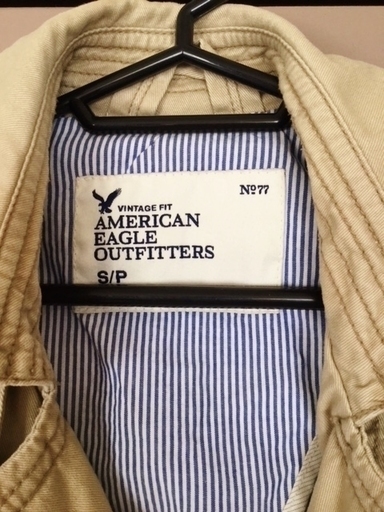 Nº77
VINTAGE FIT
AMERICAN
EAGLE
OUTFITTERS
S/P